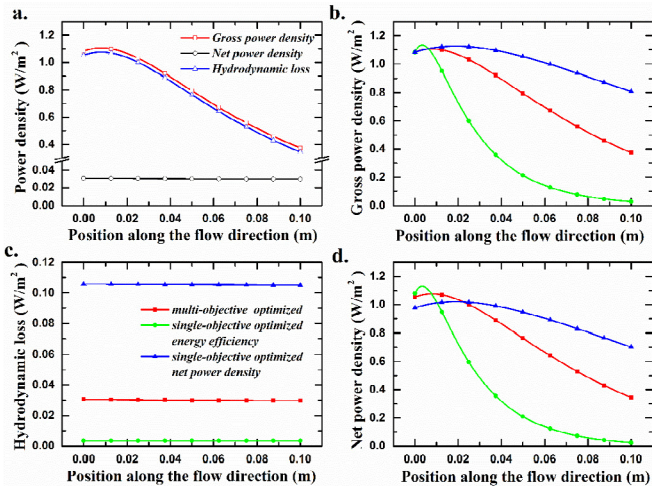 a.
Power density (W/m²)
1.2
1.0
0.8
0.6
0.4
0.04
0.02
0.00
Gross power density
Net power density
Hydrodynamic loss
0.00 0.02 0.04 0.06 0.08 0.10
Position along the flow direction (m)
b.
Gross power density (W/m²)
1.2
1.0
0.8
0.6
0.4
0.2
0.0
0.00 0.02 0.04 0.06 0.08 0.10
Position along the flow direction (m)
c.
Hydrodynamic loss (W/m²)
0.12
0.10
0.08
0.06
0.04
0.02
0.00
multi-objective optimized
single-objective optimized
energy efficiency
single-objective optimized
net power density
0.00 0.02 0.04 0.06 0.08 0.10
Position along the flow direction (m)
d.
Net power density (W/m²)
1.2
1.0
0.8
0.6
0.4
0.2
0.0
0.00 0.02 0.04 0.06 0.08 0.10
Position along the flow direction (m)